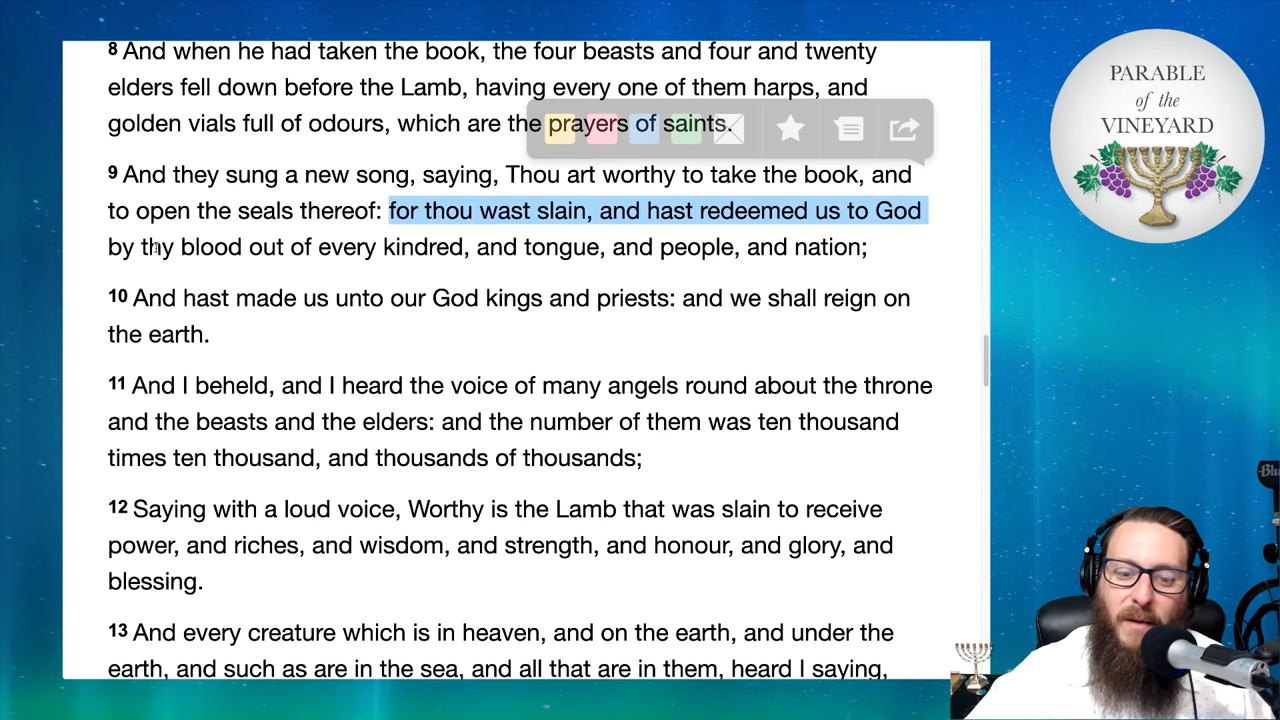 8 And when he had taken the book, the four beasts and four and twenty
elders fell down before the Lamb, having every one of them harps, and
golden vials full of odours, which are the prayers of saints.
9 And they sung a new song, saying, Thou art worthy to take the book, and
to open the seals thereof: for thou wast slain, and hast redeemed us to God
by thy blood out of every kindred, and tongue, and people, and nation;
10 And hast made us unto our God kings and priests: and we shall reign on
the earth.
11 And I beheld, and I heard the voice of many angels round about the throne
and the beasts and the elders: and the number of them was ten thousand
times ten thousand, and thousands of thousands;
12 Saying with a loud voice, Worthy is the Lamb that was slain to receive
power, and riches, and wisdom, and strength, and honour, and glory, and
blessing.
13 And every creature which is in heaven, and on the earth, and under the
earth, and such as are in the sea, and all that are in them, heard I saying,
PARABLE
of the
VINEYARD